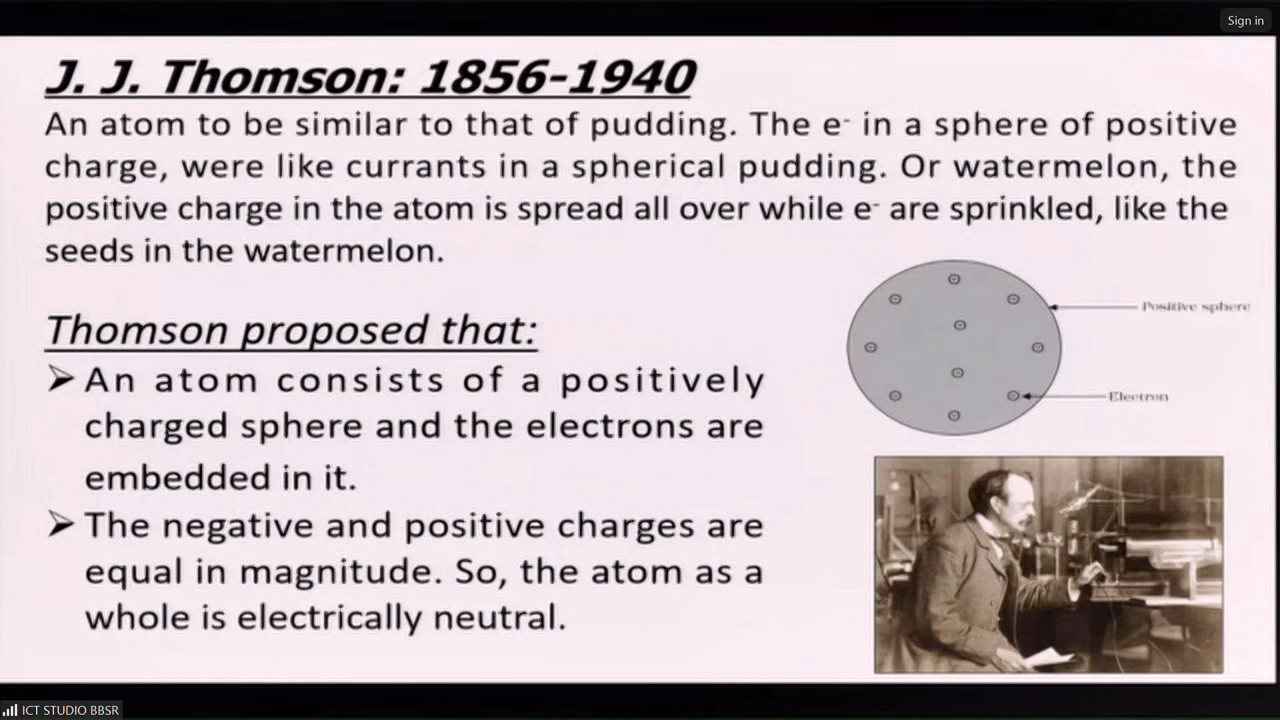 Sign in
J. J. Thomson: 1856-1940
An atom to be similar to that of pudding. The e⁻ in a sphere of positive
charge, were like currants in a spherical pudding. Or watermelon, the
positive charge in the atom is spread all over while e⁻ are sprinkled, like the
seeds in the watermelon.
Thomson proposed that:
➤ An atom consists of a positively
charged sphere and the electrons are
embedded in it.
➤ The negative and positive charges are
equal in magnitude. So, the atom as a
whole is electrically neutral.
Positive sphere
Electron
ICT STUDIO BBSR